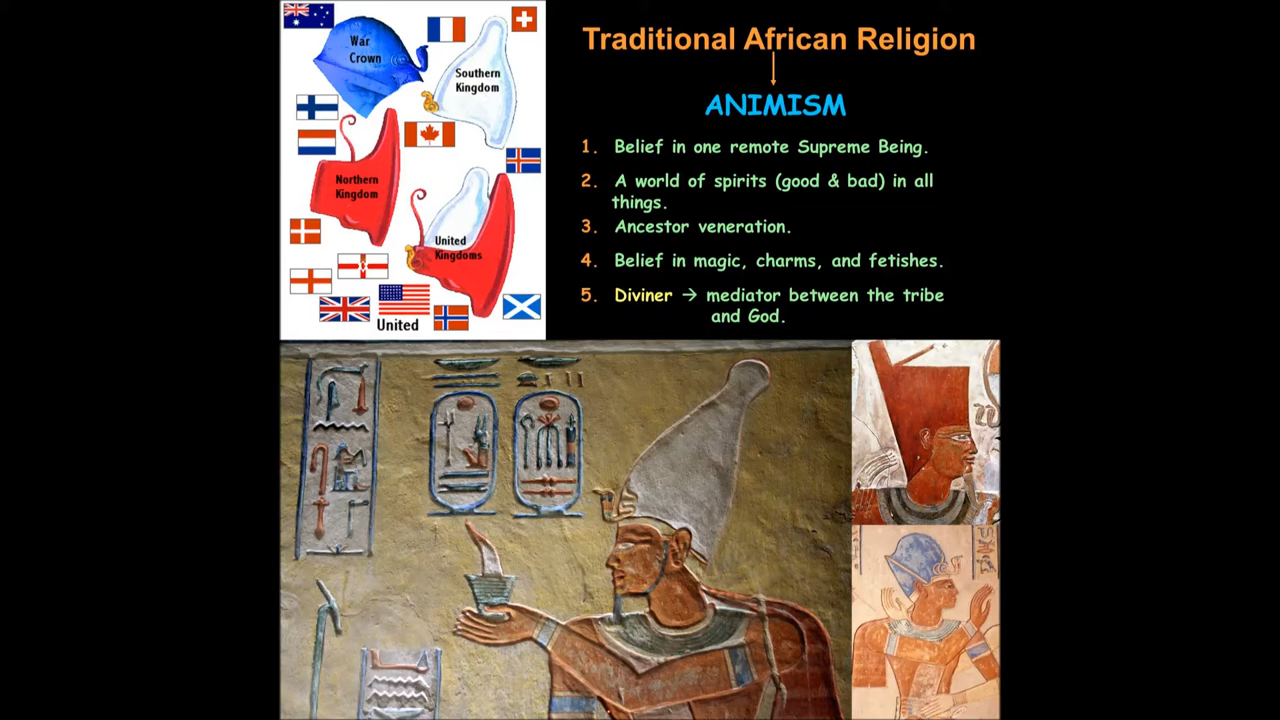 War
Crown
Southern
Kingdom
Northern
Kingdom
United
Kingdoms
United
Traditional African Religion
ANIMISM
1. Belief in one remote Supreme Being.
2. A world of spirits (good & bad) in all
things.
3. Ancestor veneration.
4. Belief in magic, charms, and fetishes.
5. Diviner → mediator between the tribe
and God.